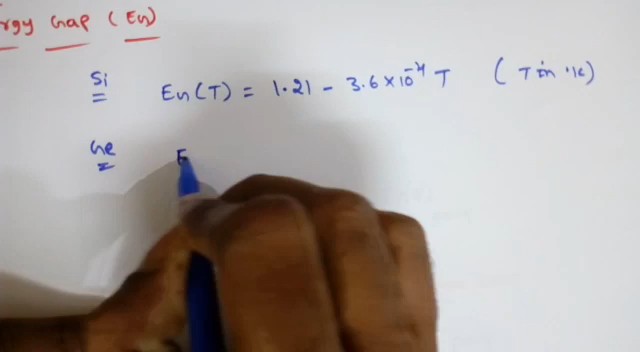 rgy Gap (EG)
Si EG(T) = 1.21 - 3.6 × 10⁻⁴ T (T in °K)
Ge E